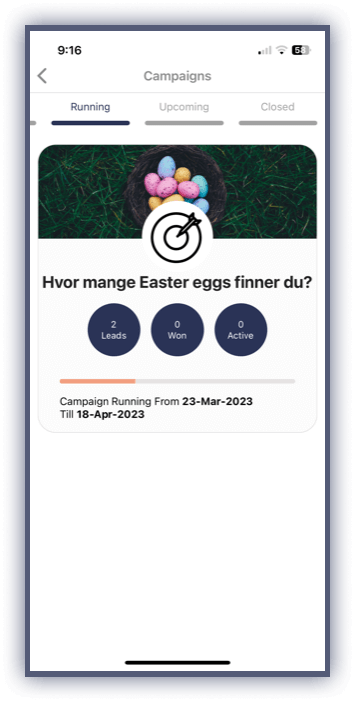 9:16
58
Campaigns
Running
Upcoming
Closed
Hvor mange Easter eggs finner du?
2
Leads
0
Won
0
Active
Campaign Running From 23-Mar-2023
Till 18-Apr-2023